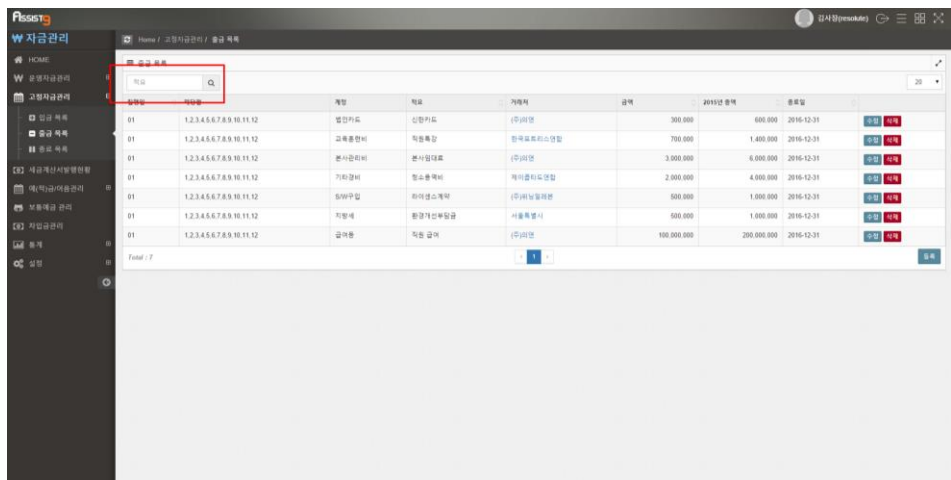 Assist9
김사장(resolute)
₩ 자금관리
Home / 고정자금관리 / 출금 목록
HOME
₩ 운영자금관리
고정자금관리
입금 목록
출금 목록
종료 목록
세금계산서발행현황
예(적)금/어음관리
보통예금 관리
차입금관리
통계
설정
출금 목록
적요
20
계정 적요 거래처 금액 2016년 총액 종료일
01 1.2.3.4.5.6.7.8.9.10.11.12 법인카드 신한카드 300.000 600.000 2016-12-31 수정 삭제
01 1.2.3.4.5.6.7.8.9.10.11.12 교육훈련비 직원특강 700.000 1.400.000 2016-12-31 수정 삭제
01 1.2.3.4.5.6.7.8.9.10.11.12 본사관리비 본사임대료 3.000.000 6.000.000 2016-12-31 수정 삭제
01 1.2.3.4.5.6.7.8.9.10.11.12 기타경비 청소용역비 2.000.000 4.000.000 2016-12-31 수정 삭제
01 1.2.3.4.5.6.7.8.9.10.11.12 S/W구입 라이센스계약 500.000 1.000.000 2016-12-31 수정 삭제
01 1.2.3.4.5.6.7.8.9.10.11.12 지방세 환경개선부담금 서울특별시 500.000 1.000.000 2016-12-31 수정 삭제
01 1.2.3.4.5.6.7.8.9.10.11.12 급여등 직원 급여 100.000.000 200.000.000 2016-12-31 수정 삭제
Total : 7
1
등록